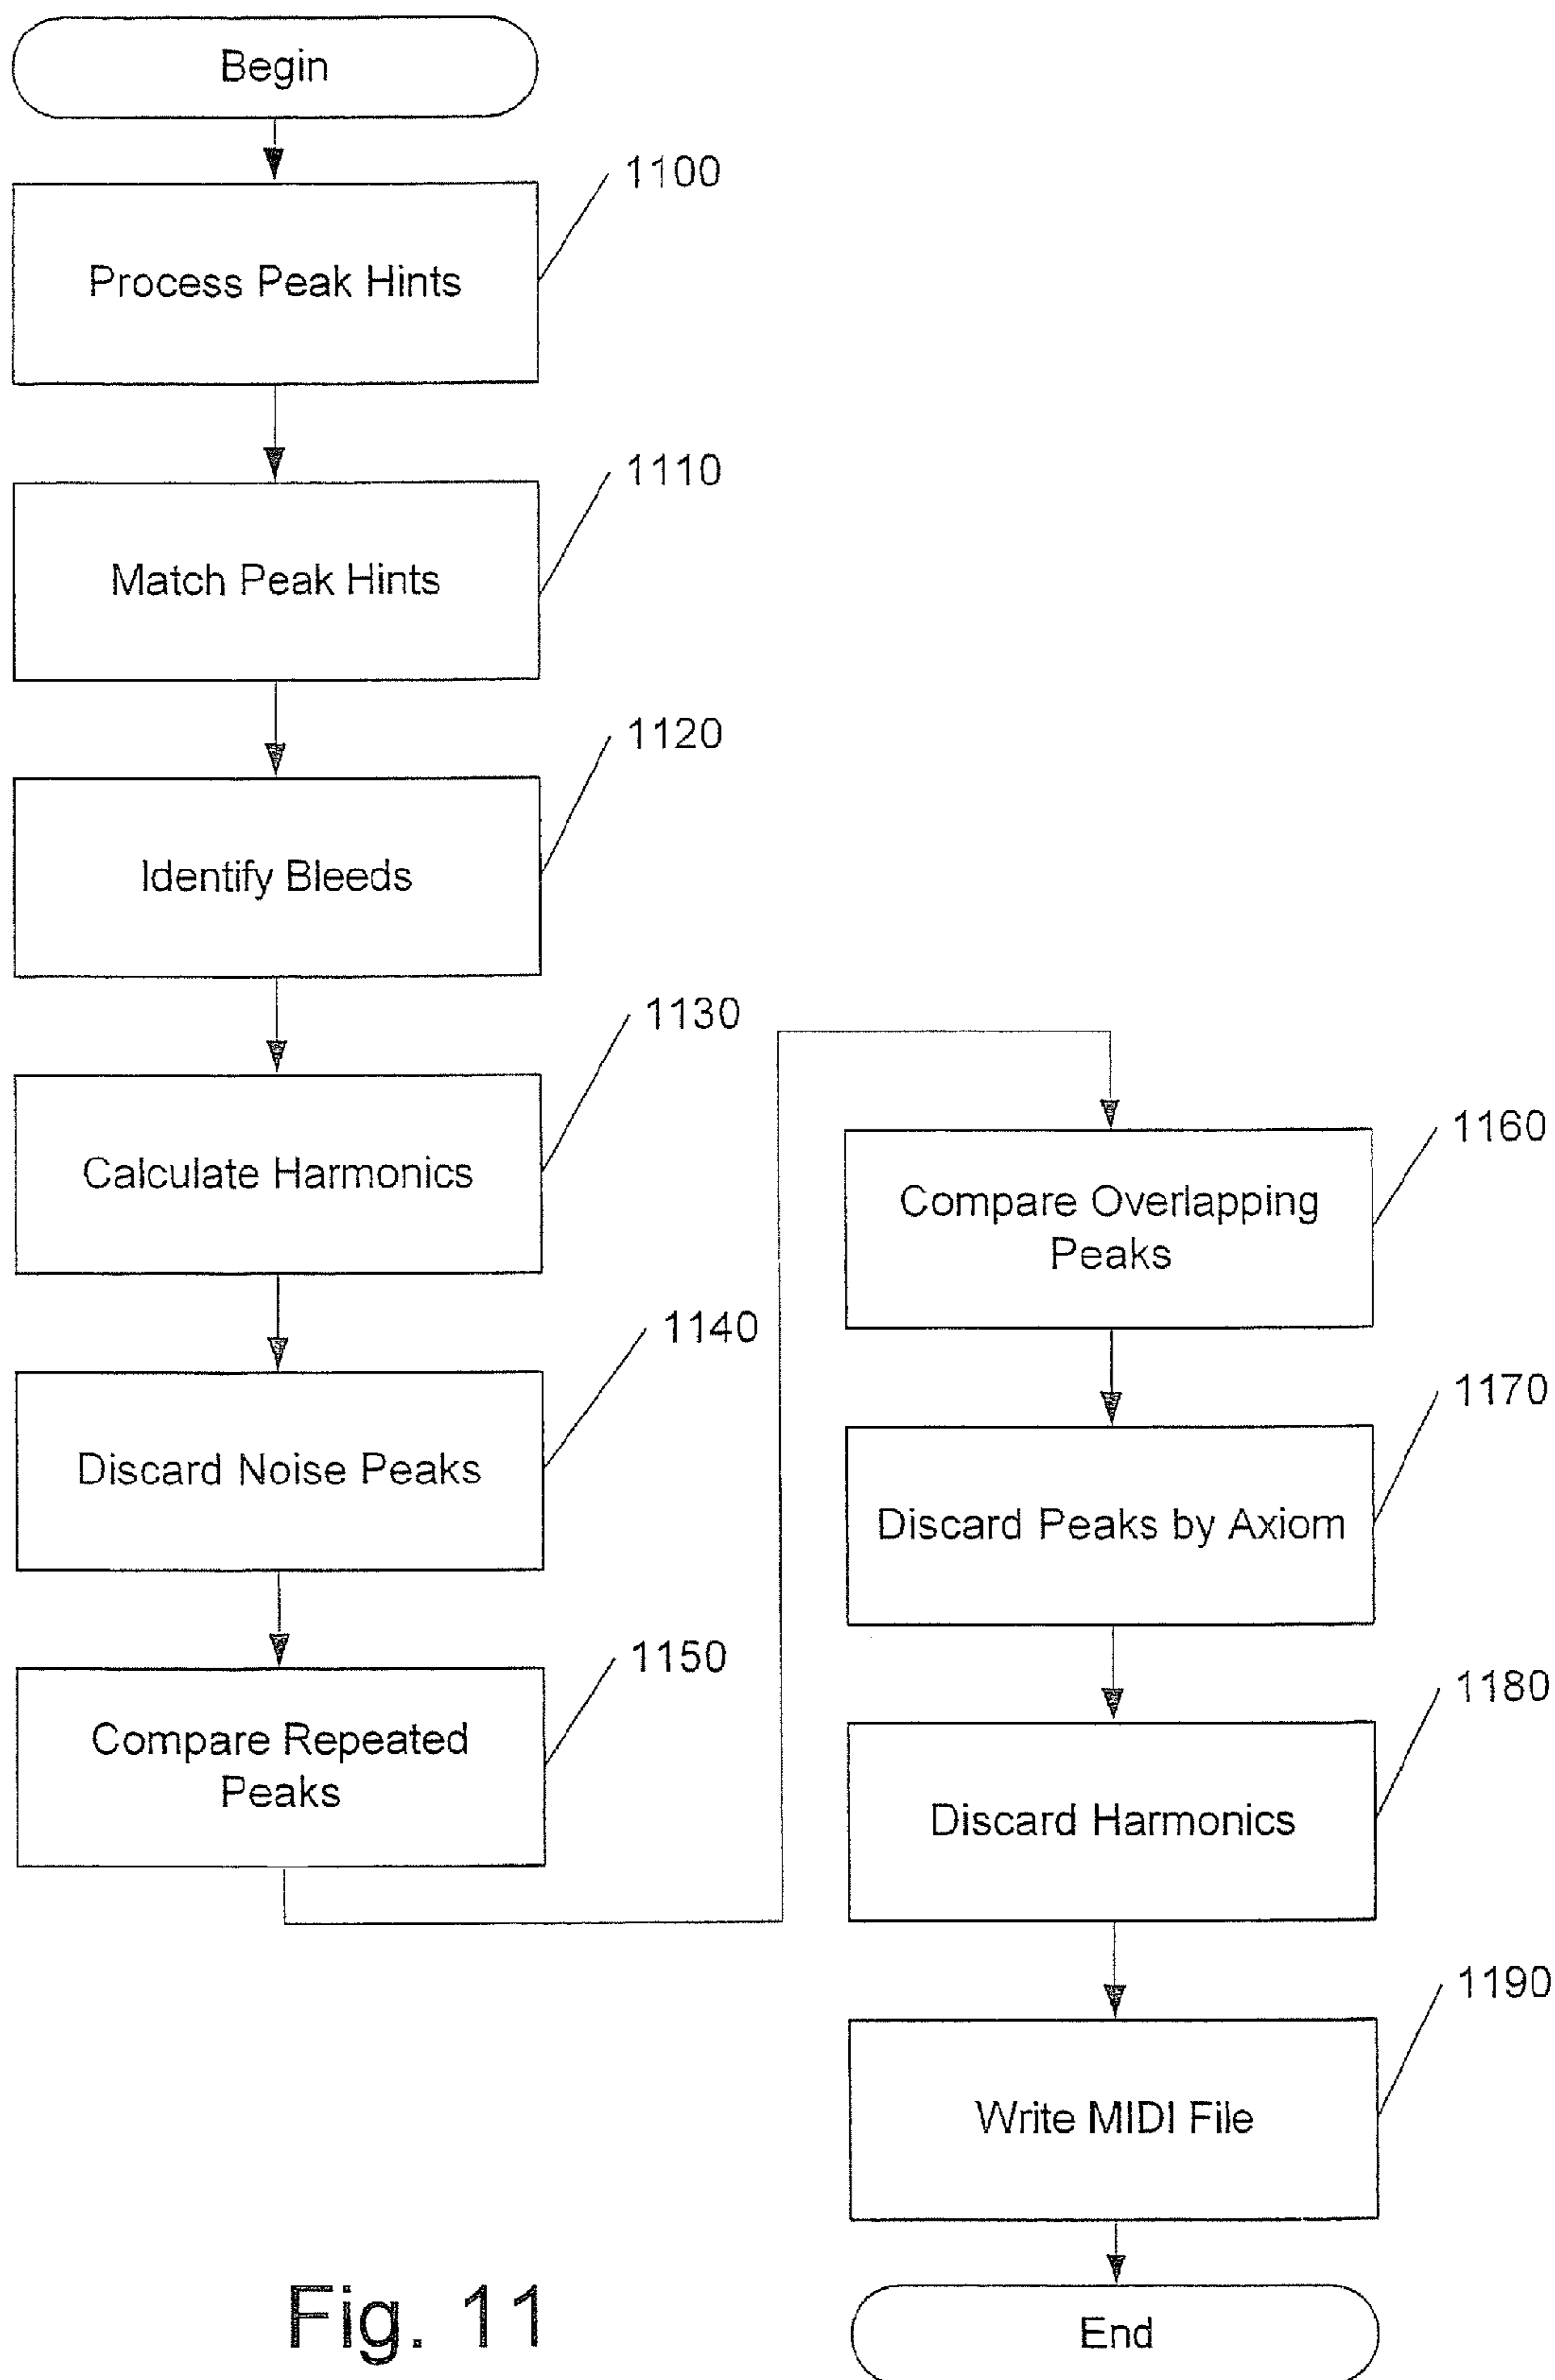 Begin
1100
Process Peak Hints
1110
Match Peak Hints
1120
Identify Bleeds
1130
Calculate Harmonics
1140
Discard Noise Peaks
1150
Compare Repeated
Peaks
1160
Compare Overlapping
Peaks
1170
Discard Peaks by Axiom
1180
Discard Harmonics
1190
Write MIDI File
End
Fig. 11